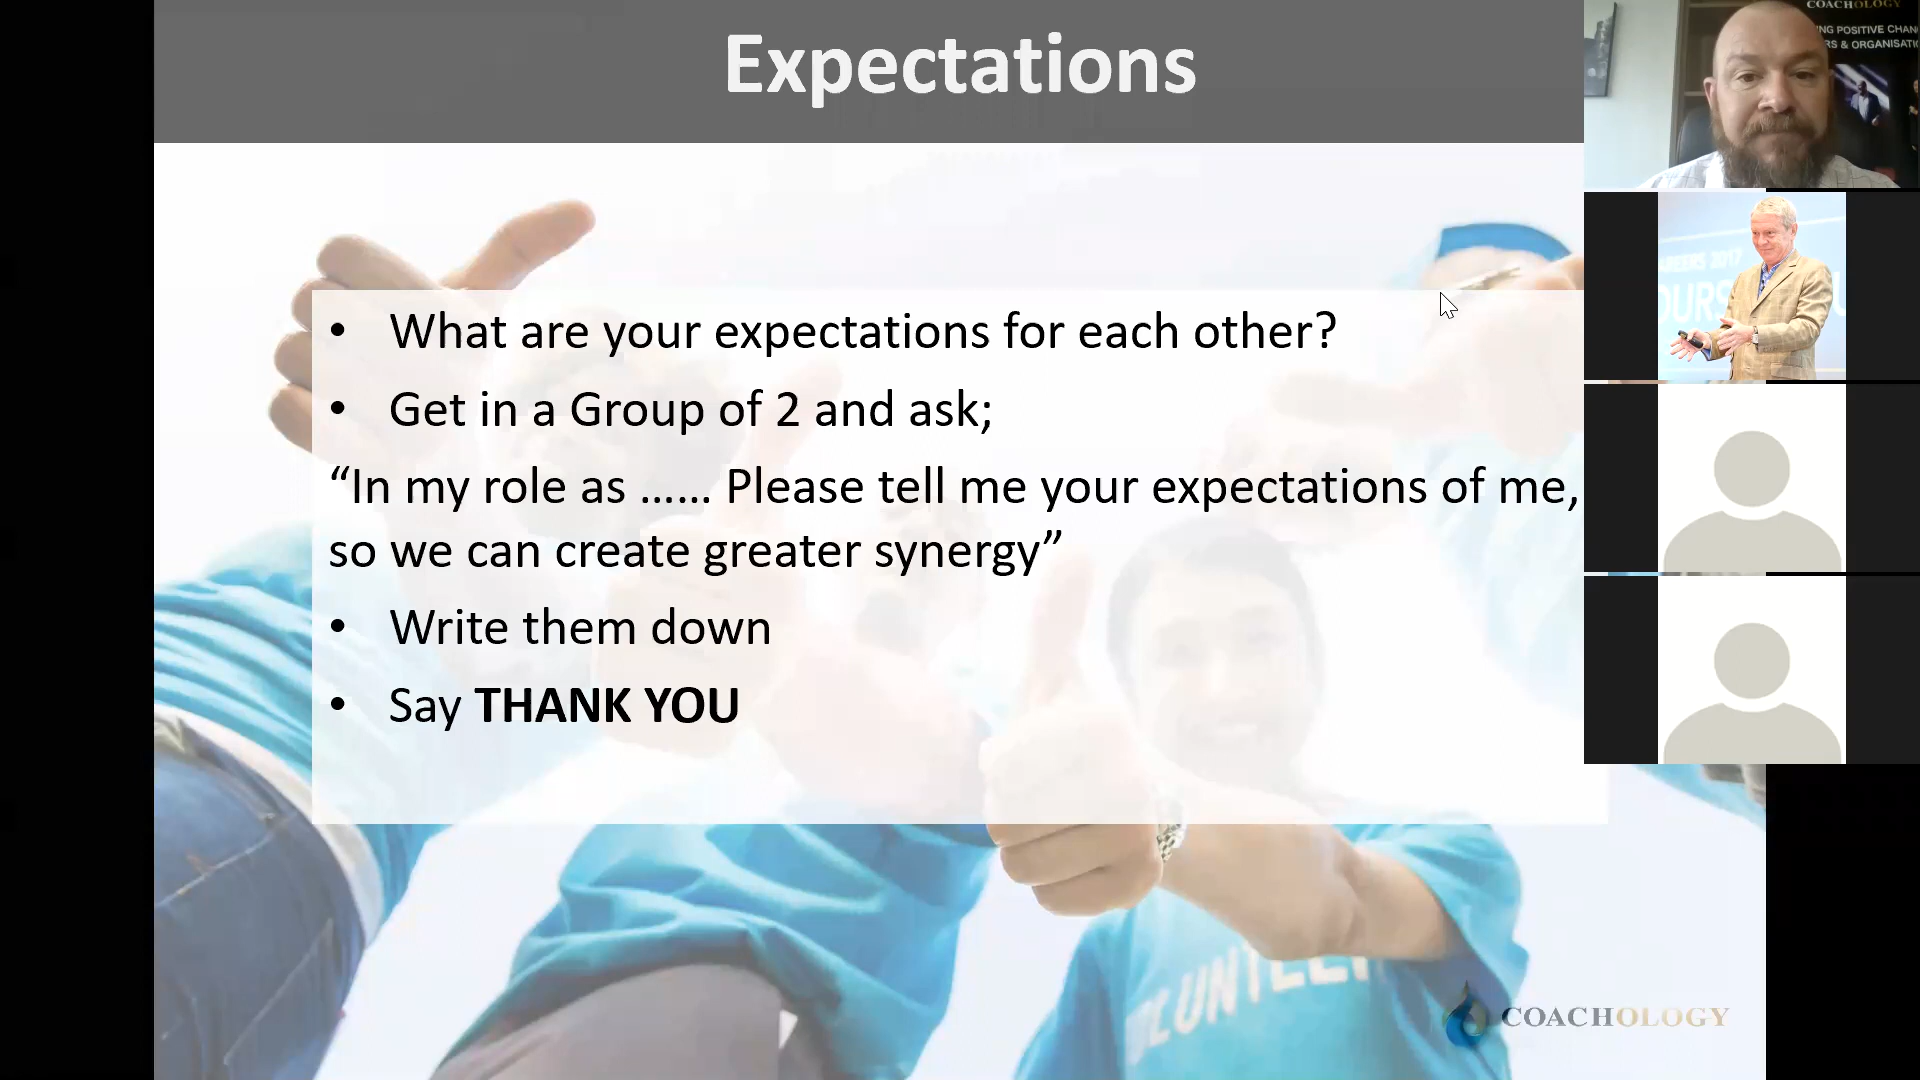 Expectations
• What are your expectations for each other?
• Get in a Group of 2 and ask;
“In my role as …… Please tell me your expectations of me,
so we can create greater synergy”
• Write them down
• Say THANK YOU
COACHOLOGY
COACHOLOGY
2017